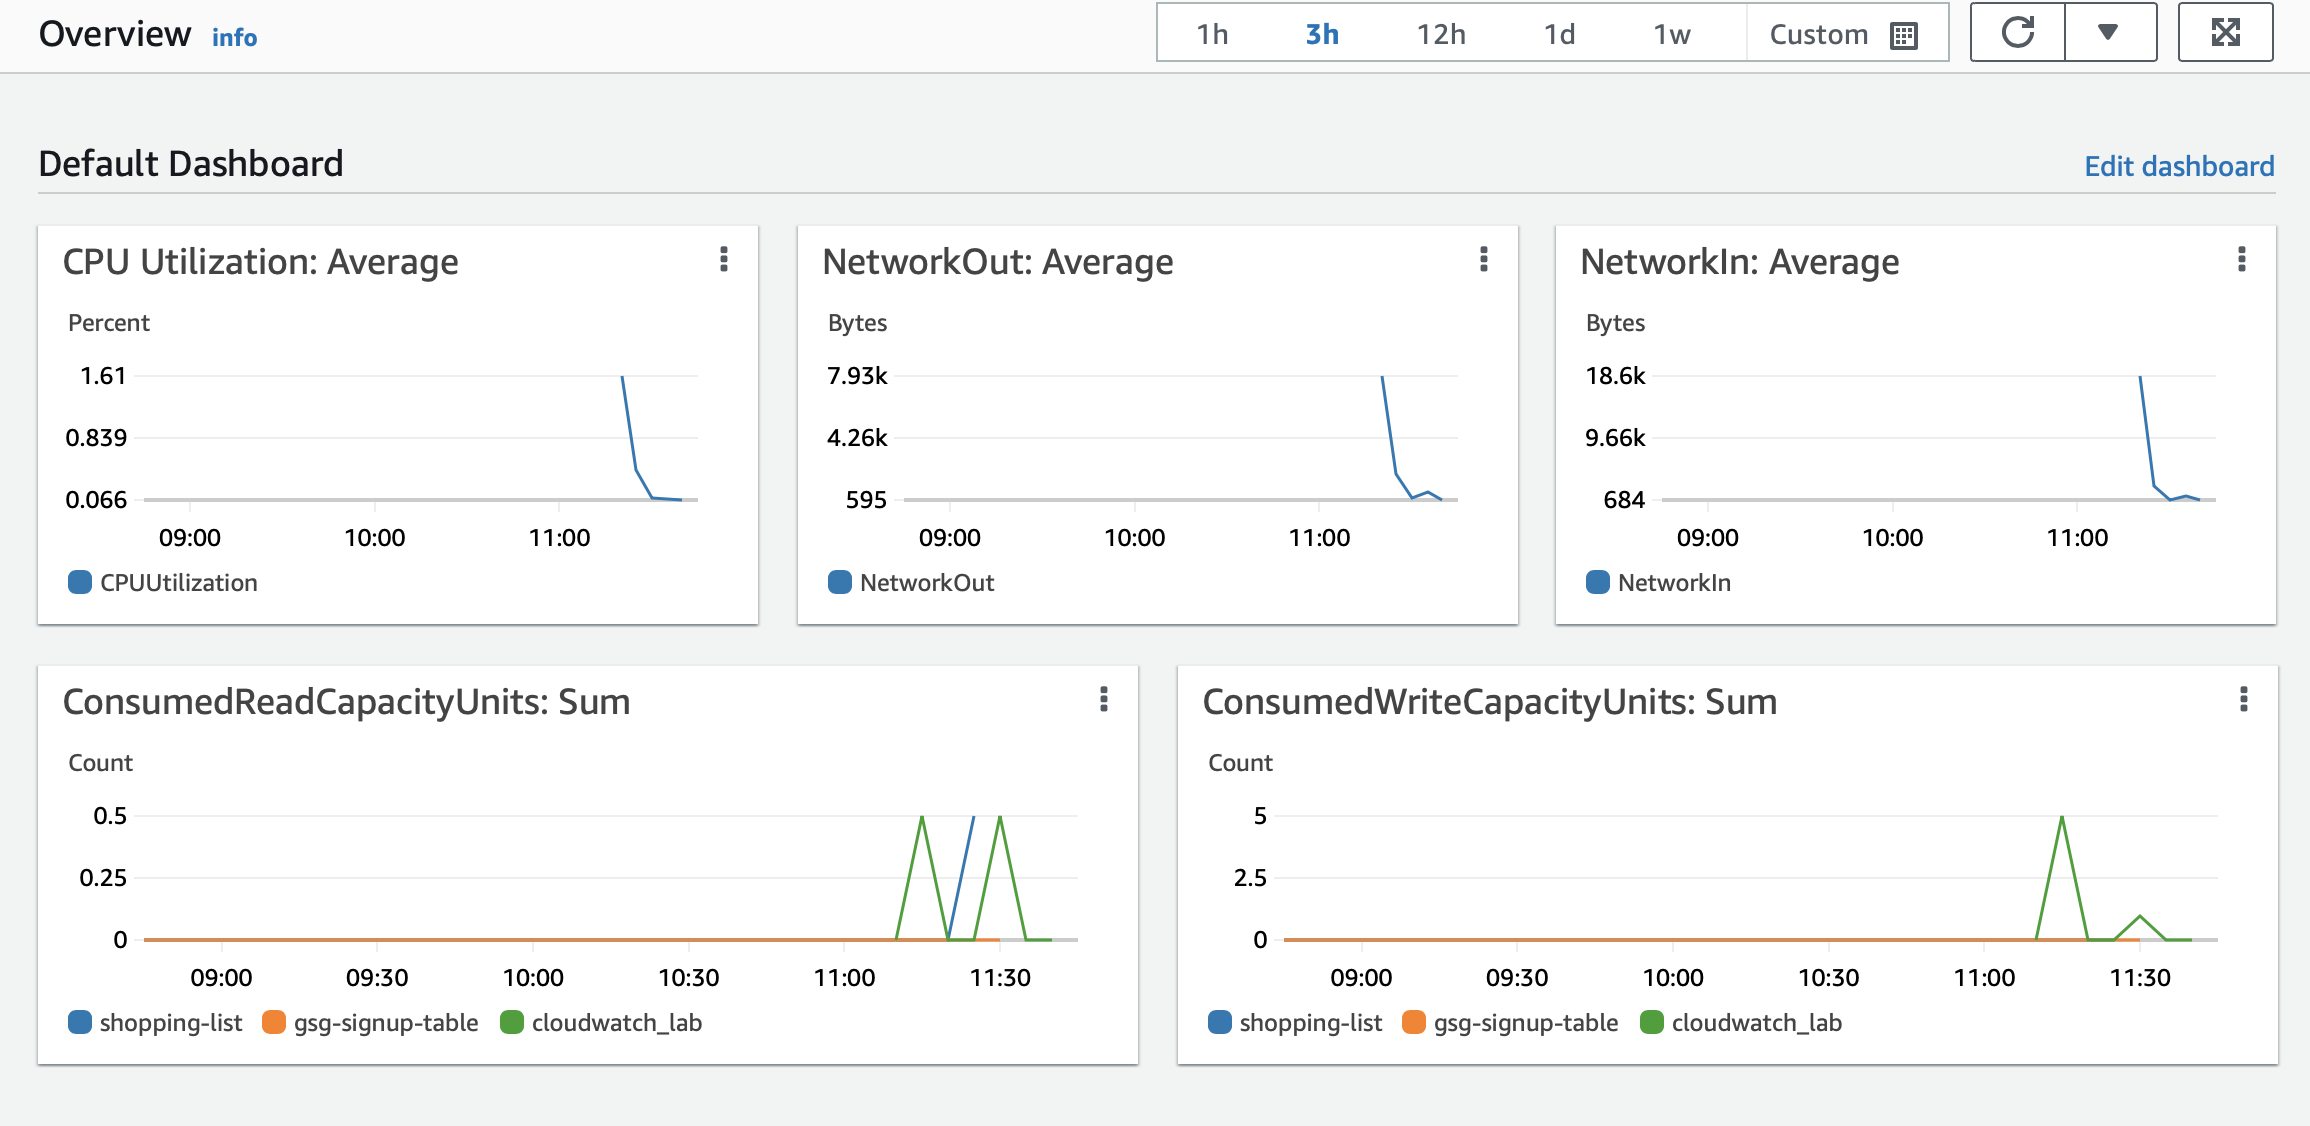 Overview info 1h 3h 12h 1d 1w Custom
Default Dashboard Edit dashboard
CPU Utilization: Average
Percent
1.61
0.839
0.066
09:00 10:00 11:00
CPUUtilization
NetworkOut: Average
Bytes
7.93k
4.26k
595
09:00 10:00 11:00
NetworkOut
NetworkIn: Average
Bytes
18.6k
9.66k
684
09:00 10:00 11:00
NetworkIn
ConsumedReadCapacityUnits: Sum
Count
0.5
0.25
0
09:00 09:30 10:00 10:30 11:00 11:30
shopping-list gsg-signup-table cloudwatch_lab
ConsumedWriteCapacityUnits: Sum
Count
5
2.5
0
09:00 09:30 10:00 10:30 11:00 11:30
shopping-list gsg-signup-table cloudwatch_lab